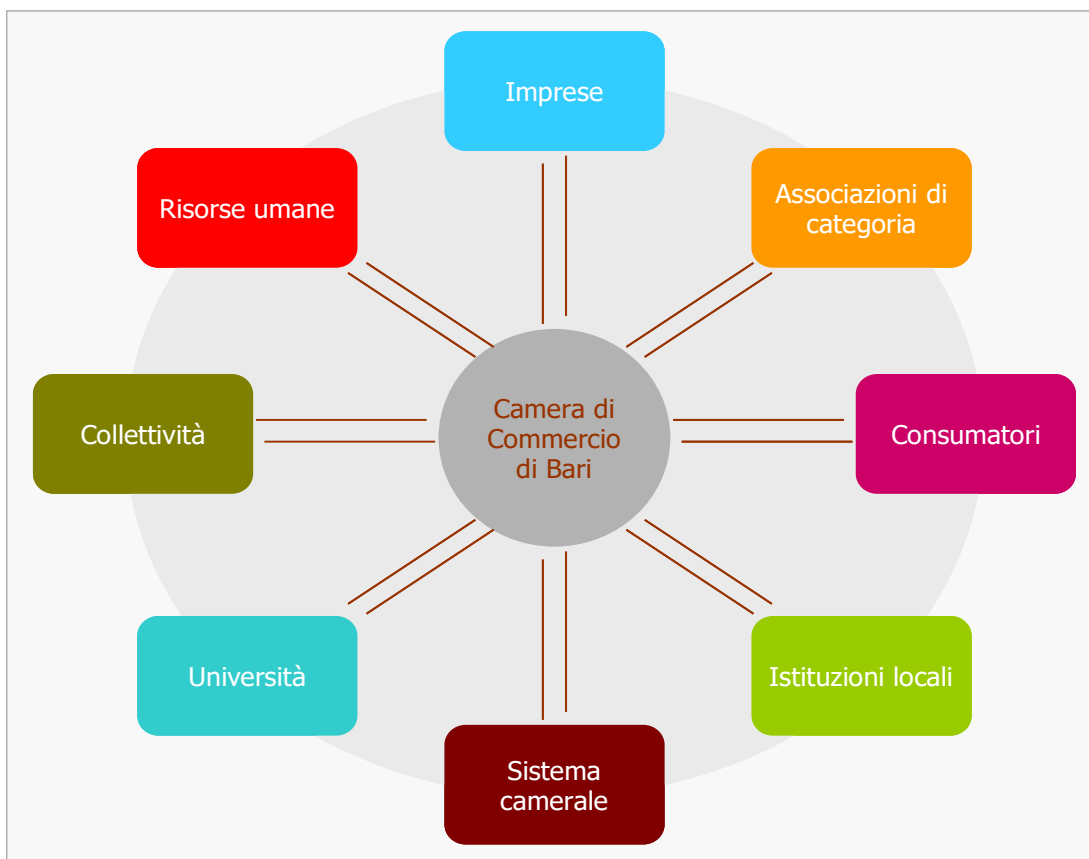 Imprese
Associazioni di
categoria
Risorse umane
Camera di
Commercio
di Bari
Collettività
Consumatori
Università
Istituzioni locali
Sistema
camerale